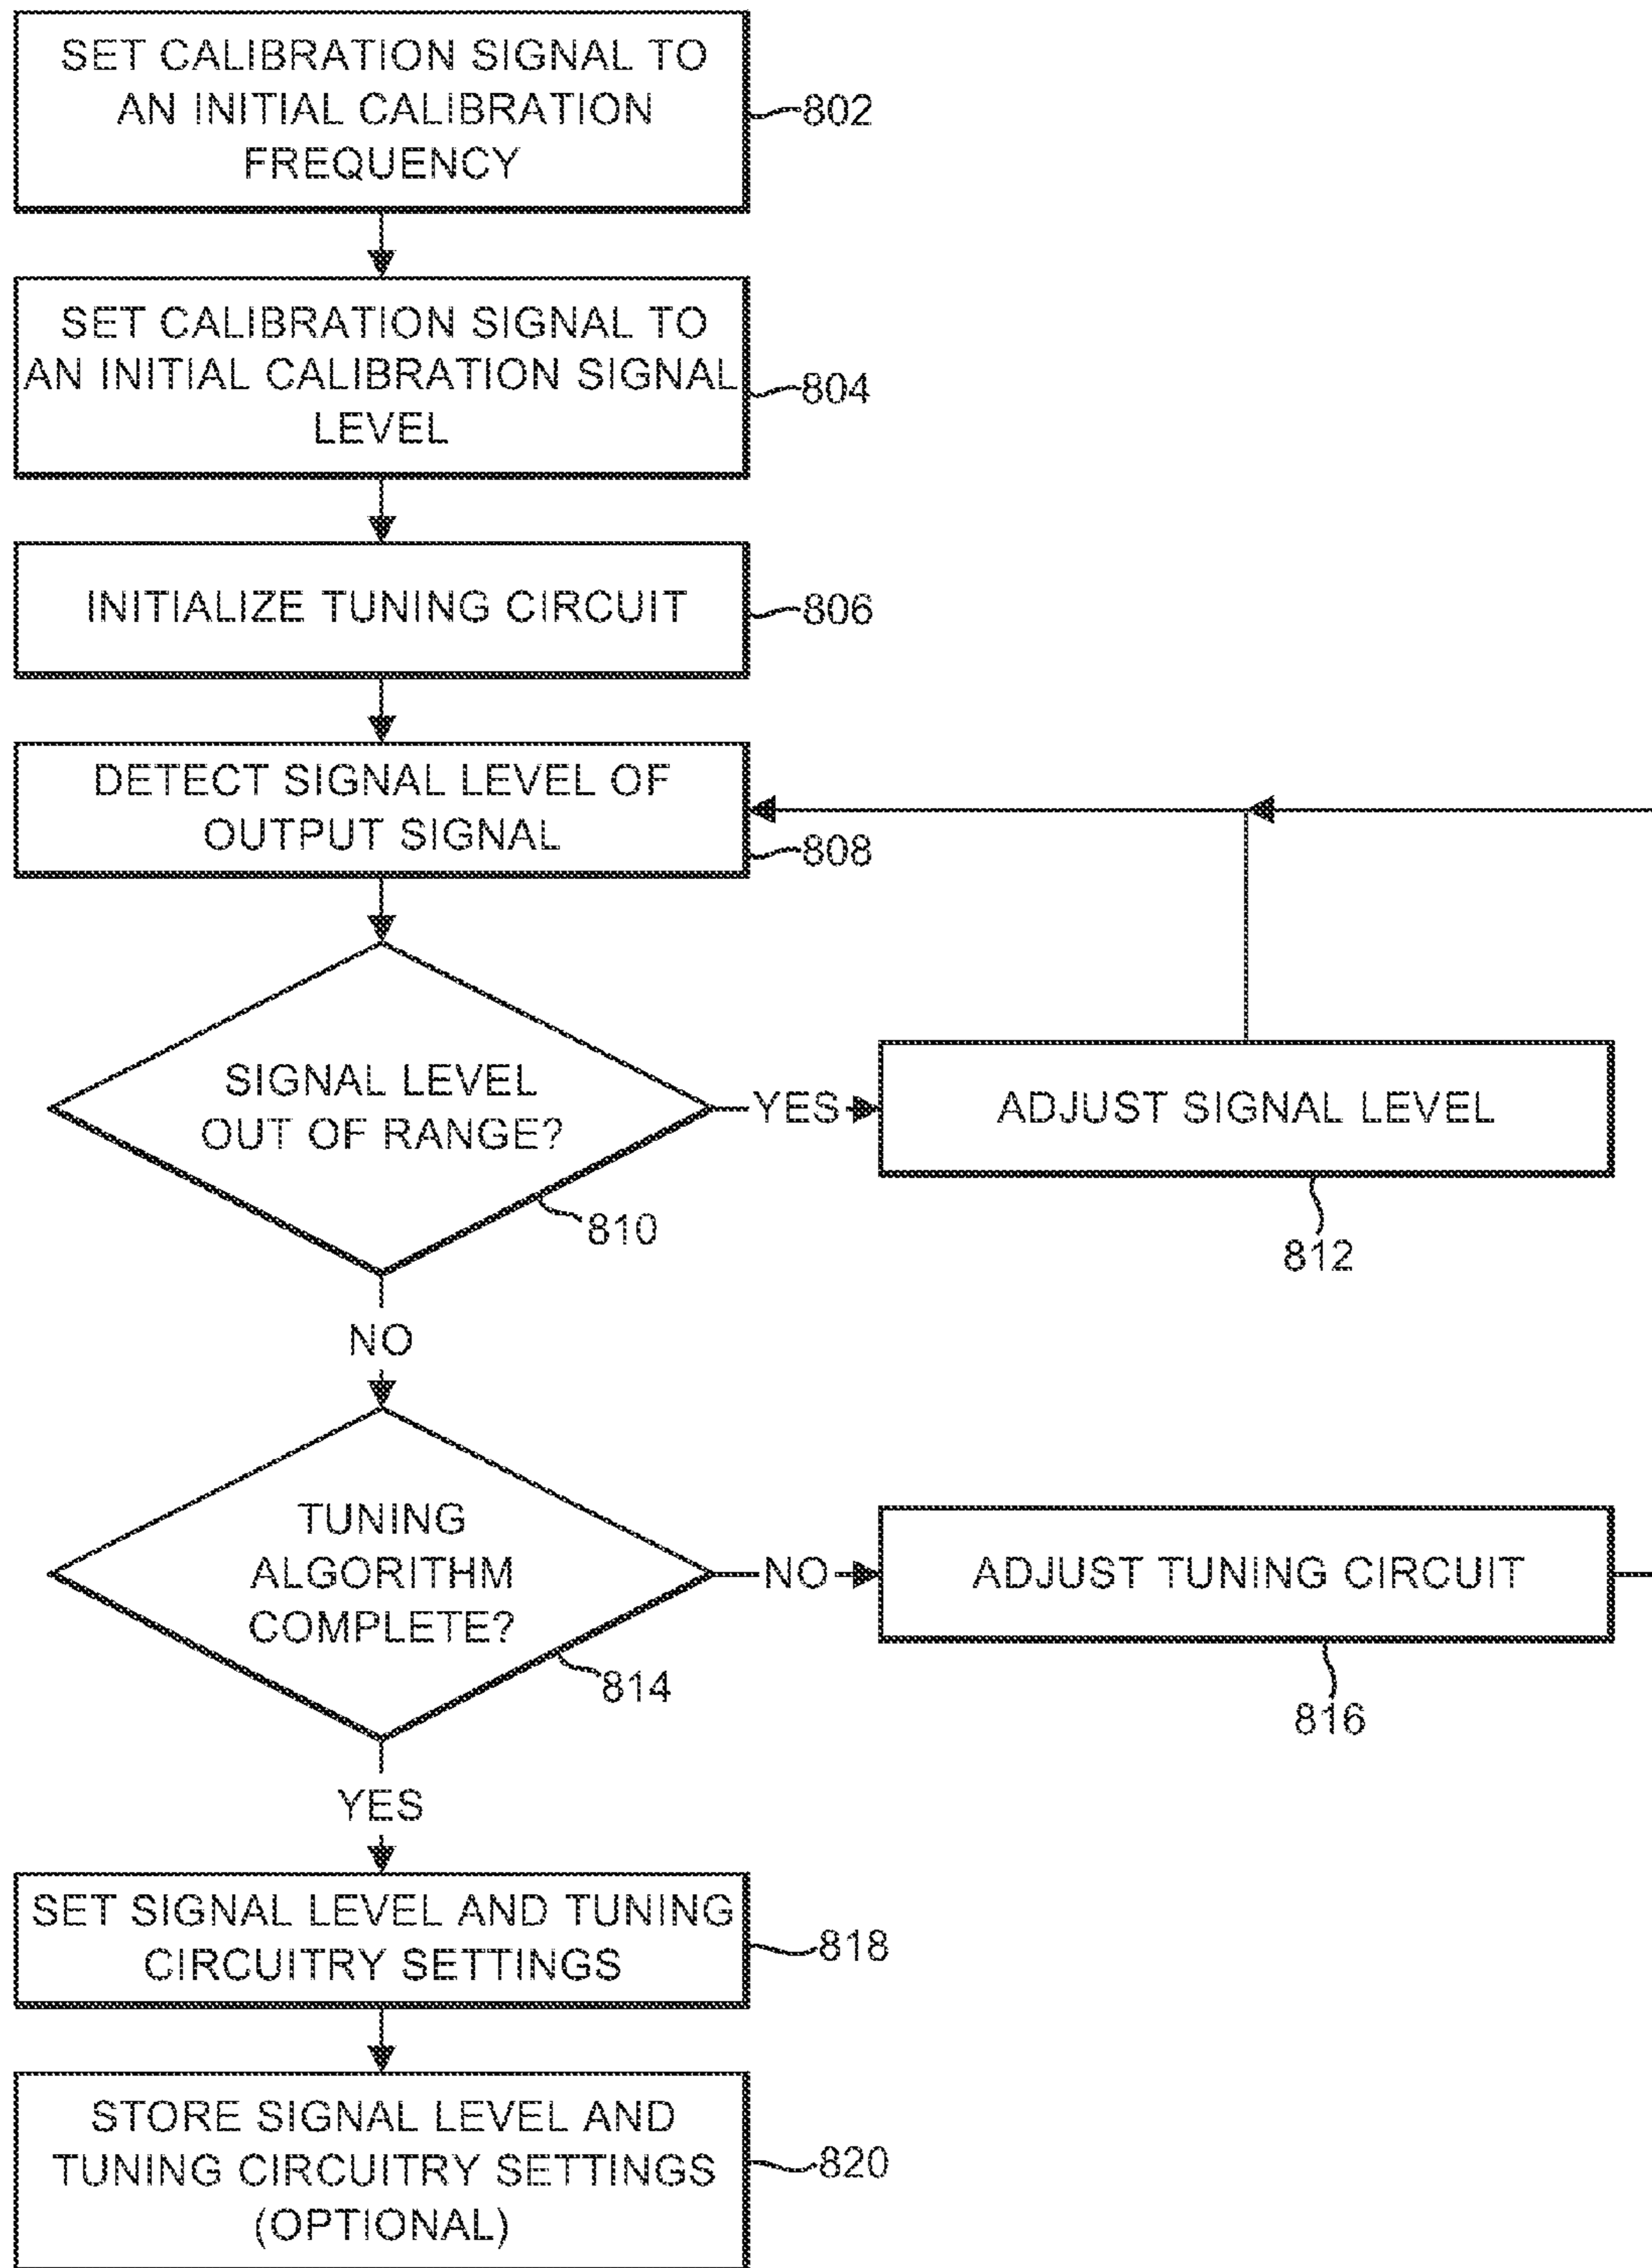 SET CALIBRATION SIGNAL TO
AN INITIAL CALIBRATION
FREQUENCY
802
SET CALIBRATION SIGNAL TO
AN INITIAL CALIBRATION SIGNAL
LEVEL
804
INITIALIZE TUNING CIRCUIT
806
DETECT SIGNAL LEVEL OF
OUTPUT SIGNAL
808
SIGNAL LEVEL
OUT OF RANGE?
810
YES
ADJUST SIGNAL LEVEL
812
NO
TUNING
ALGORITHM
COMPLETE?
814
NO
ADJUST TUNING CIRCUIT
816
YES
SET SIGNAL LEVEL AND TUNING
CIRCUITRY SETTINGS
818
STORE SIGNAL LEVEL AND
TUNING CIRCUITRY SETTINGS
(OPTIONAL)
820